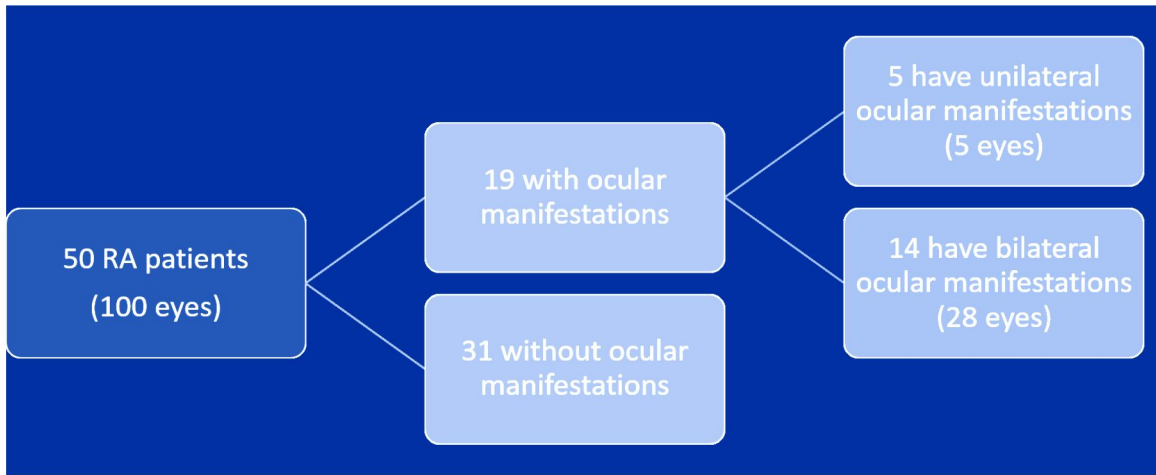 50 RA patients
(100 eyes)
19 with ocular
manifestations
31 without ocular
manifestations
5 have unilateral
ocular manifestations
(5 eyes)
14 have bilateral
ocular manifestations
(28 eyes)